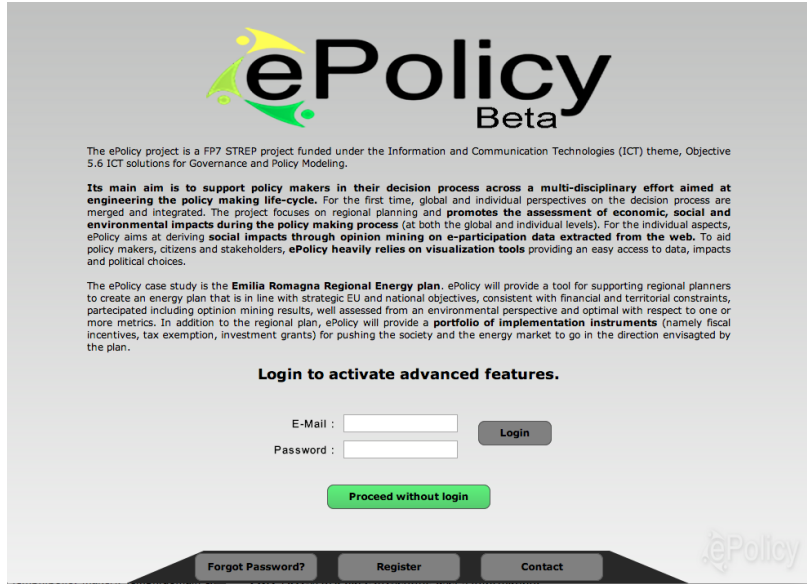 ePolicy
Beta
The ePolicy project is a FP7 STREP project funded under the Information and Communication Technologies (ICT) theme, Objective
5.6 ICT solutions for Governance and Policy Modeling.
Its main aim is to support policy makers in their decision process across a multi-disciplinary effort aimed at
engineering the policy making life-cycle. For the first time, global and individual perspectives on the decision process are
merged and integrated. The project focuses on regional planning and promotes the assessment of economic, social and
environmental impacts during the policy making process (at both the global and individual levels). For the individual aspects,
ePolicy aims at deriving social impacts through opinion mining on e-participation data extracted from the web. To aid
policy makers, citizens and stakeholders, ePolicy heavily relies on visualization tools providing an easy access to data, impacts
and political choices.
The ePolicy case study is the Emilia Romagna Regional Energy plan. ePolicy will provide a tool for supporting regional planners
to create an energy plan that is in line with strategic EU and national objectives, consistent with financial and territorial constraints,
partecipated including opinion mining results, well assessed from an environmental perspective and optimal with respect to one or
more metrics. In addition to the regional plan, ePolicy will provide a portfolio of implementation instruments (namely fiscal
incentives, tax exemption, investment grants) for pushing the society and the energy market to go in the direction envisagted by
the plan.
Login to activate advanced features.
E-Mail :
Login
Password :
Proceed without login
Forgot Password?
Register
Contact
ePolicy